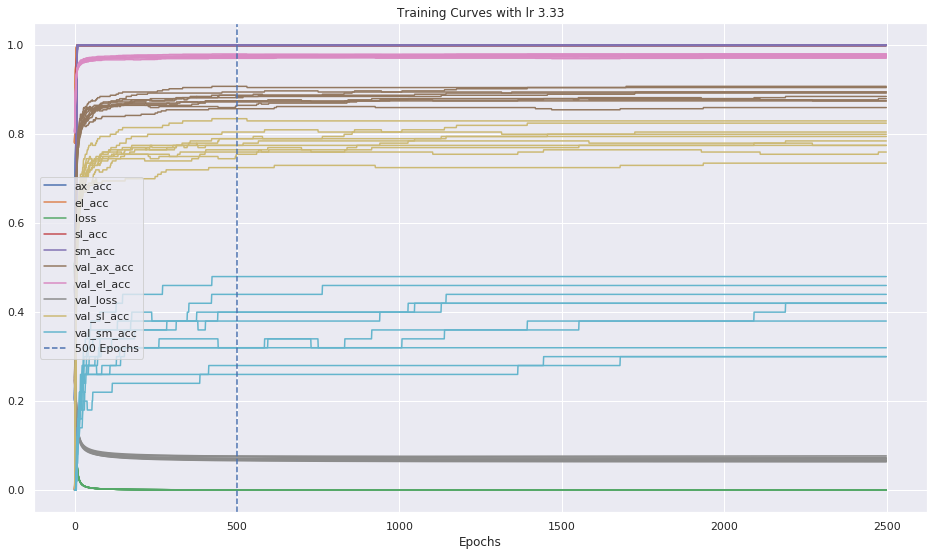 Training Curves with lr 3.33
1.0
0.8
0.6
0.4
0.2
0.0
ax_acc
el_acc
loss
sl_acc
sm_acc
val_ax_acc
val_el_acc
val_loss
val_sl_acc
val_sm_acc
500 Epochs
0
500
1000
1500
2000
2500
Epochs